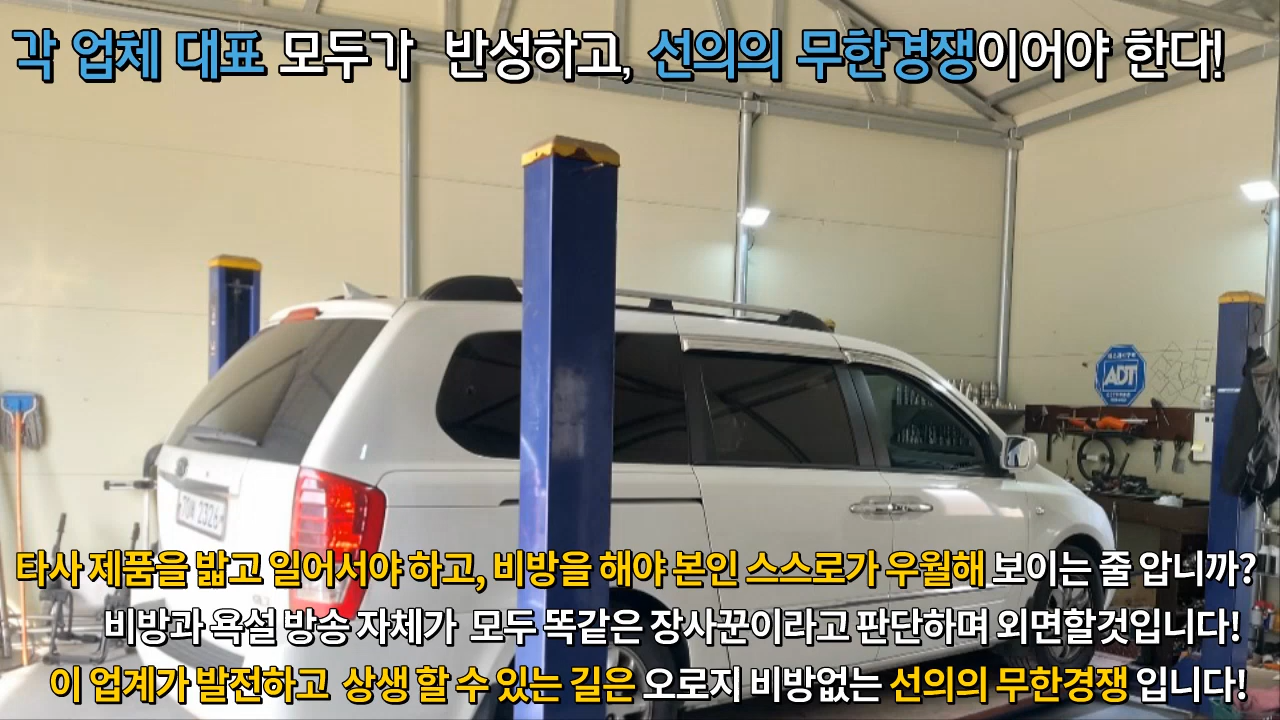 각 업체 대표 모두가 반성하고, 선의의 무한경쟁이어야 한다!
ADT
70버 2326
타사 제품을 밟고 일어서야 하고, 비방을 해야 본인 스스로가 우월해 보이는 줄 압니까?
비방과 욕설 방송 자체가 모두 똑같은 장사꾼이라고 판단하며 외면할것입니다!
이 업계가 발전하고 상생 할 수 있는 길은 오로지 비방없는 선의의 무한경쟁 입니다!